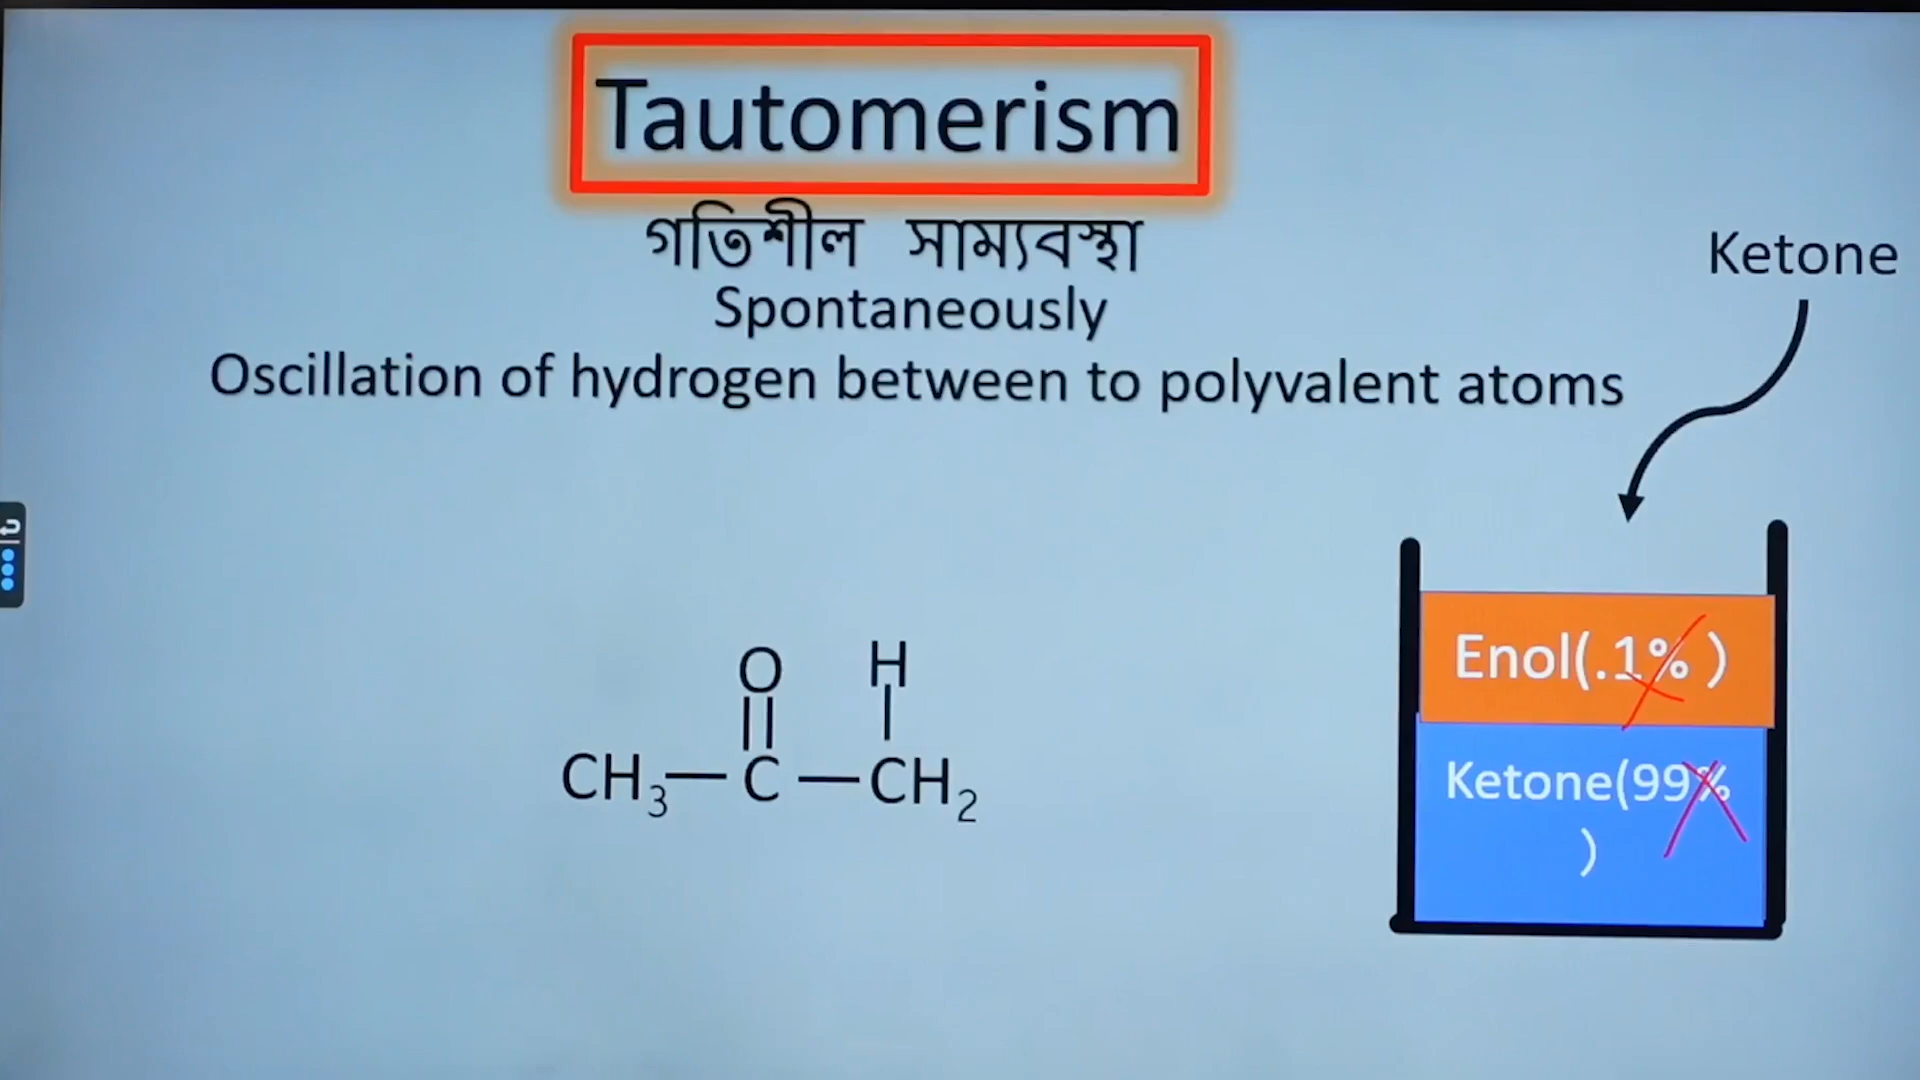 Tautomerism
গতিশীল সাম্যবস্থা
Spontaneously
Oscillation of hydrogen between to polyvalent atoms
Ketone
O H
CH3—C—CH2
Enol(.1% )
Ketone(99%
)